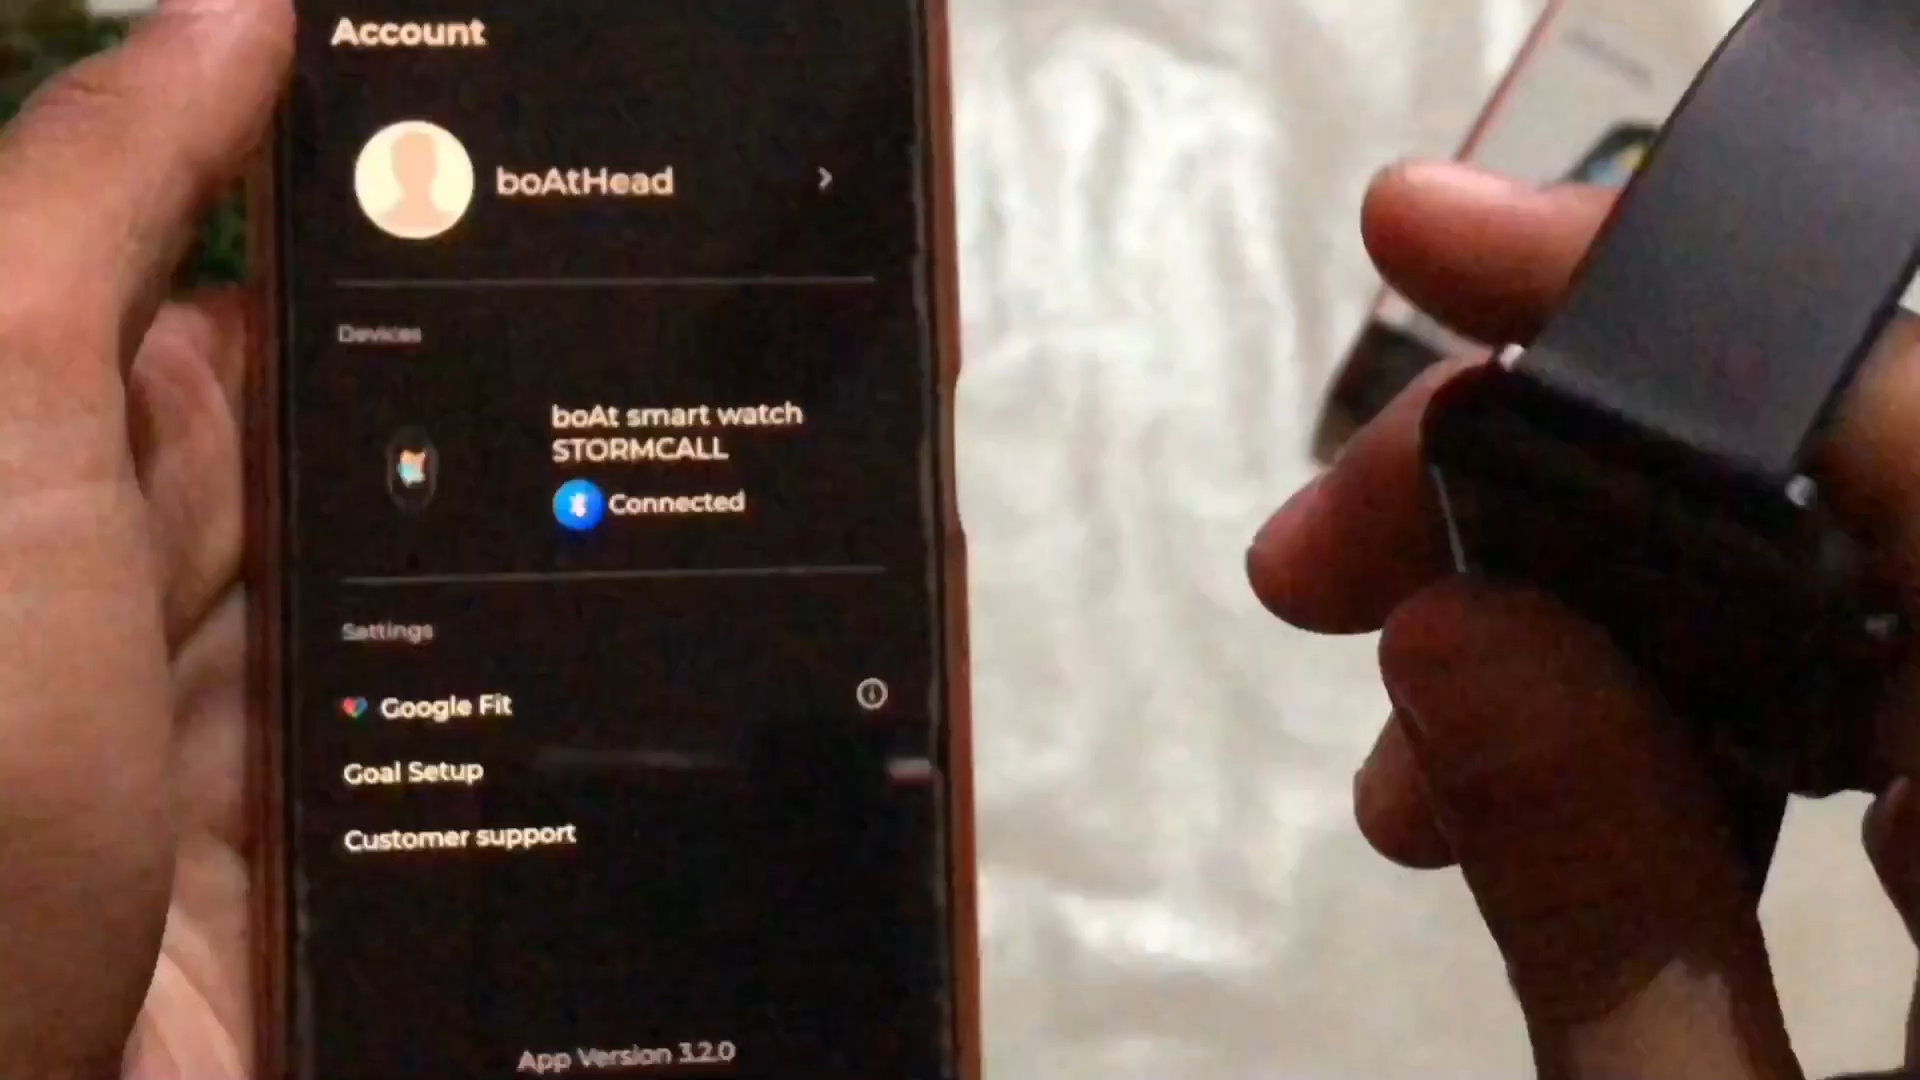 Account
boAtHead
Devices
boAt smart watch
STORMCALL
Connected
Settings
Google Fit
Goal Setup
Customer support
App Version 3.2.0